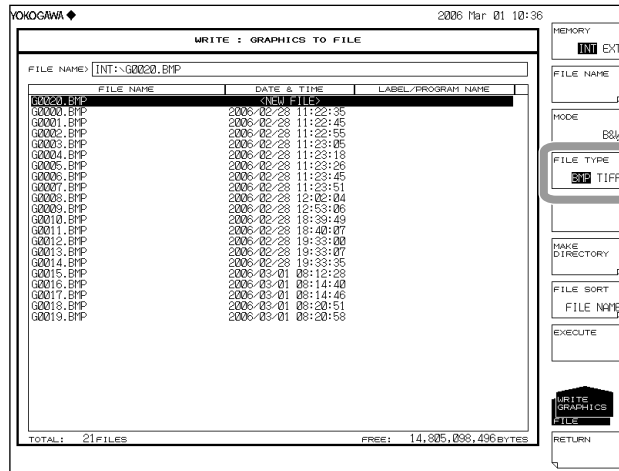 YOKOGAWA ◆ 2006 Mar 01 10:36
WRITE : GRAPHICS TO FILE
FILE NAME> INT:\G0020.BMP
FILE NAME DATE & TIME LABEL/PROGRAM NAME
G0020.BMP <NEW FILE>
G0000.BMP 2006/02/28 11:22:35
G0001.BMP 2006/02/28 11:22:45
G0002.BMP 2006/02/28 11:22:55
G0003.BMP 2006/02/28 11:23:05
G0004.BMP 2006/02/28 11:23:18
G0005.BMP 2006/02/28 11:23:26
G0006.BMP 2006/02/28 11:23:45
G0007.BMP 2006/02/28 11:23:51
G0008.BMP 2006/02/28 12:02:04
G0009.BMP 2006/02/28 12:53:06
G0010.BMP 2006/02/28 18:39:49
G0011.BMP 2006/02/28 18:40:07
G0012.BMP 2006/02/28 19:33:00
G0013.BMP 2006/02/28 19:33:07
G0014.BMP 2006/02/28 19:33:35
G0015.BMP 2006/03/01 08:12:28
G0016.BMP 2006/03/01 08:14:40
G0017.BMP 2006/03/01 08:14:46
G0018.BMP 2006/03/01 08:20:51
G0019.BMP 2006/03/01 08:20:58
TOTAL: 21FILES FREE: 14,805,098,496 BYTES
MEMORY
INT EXT
FILE NAME
MODE
B&W
FILE TYPE
BMP TIFF
MAKE
DIRECTORY
FILE SORT
FILE NAME
EXECUTE
WRITE
GRAPHICS
FILE
RETURN